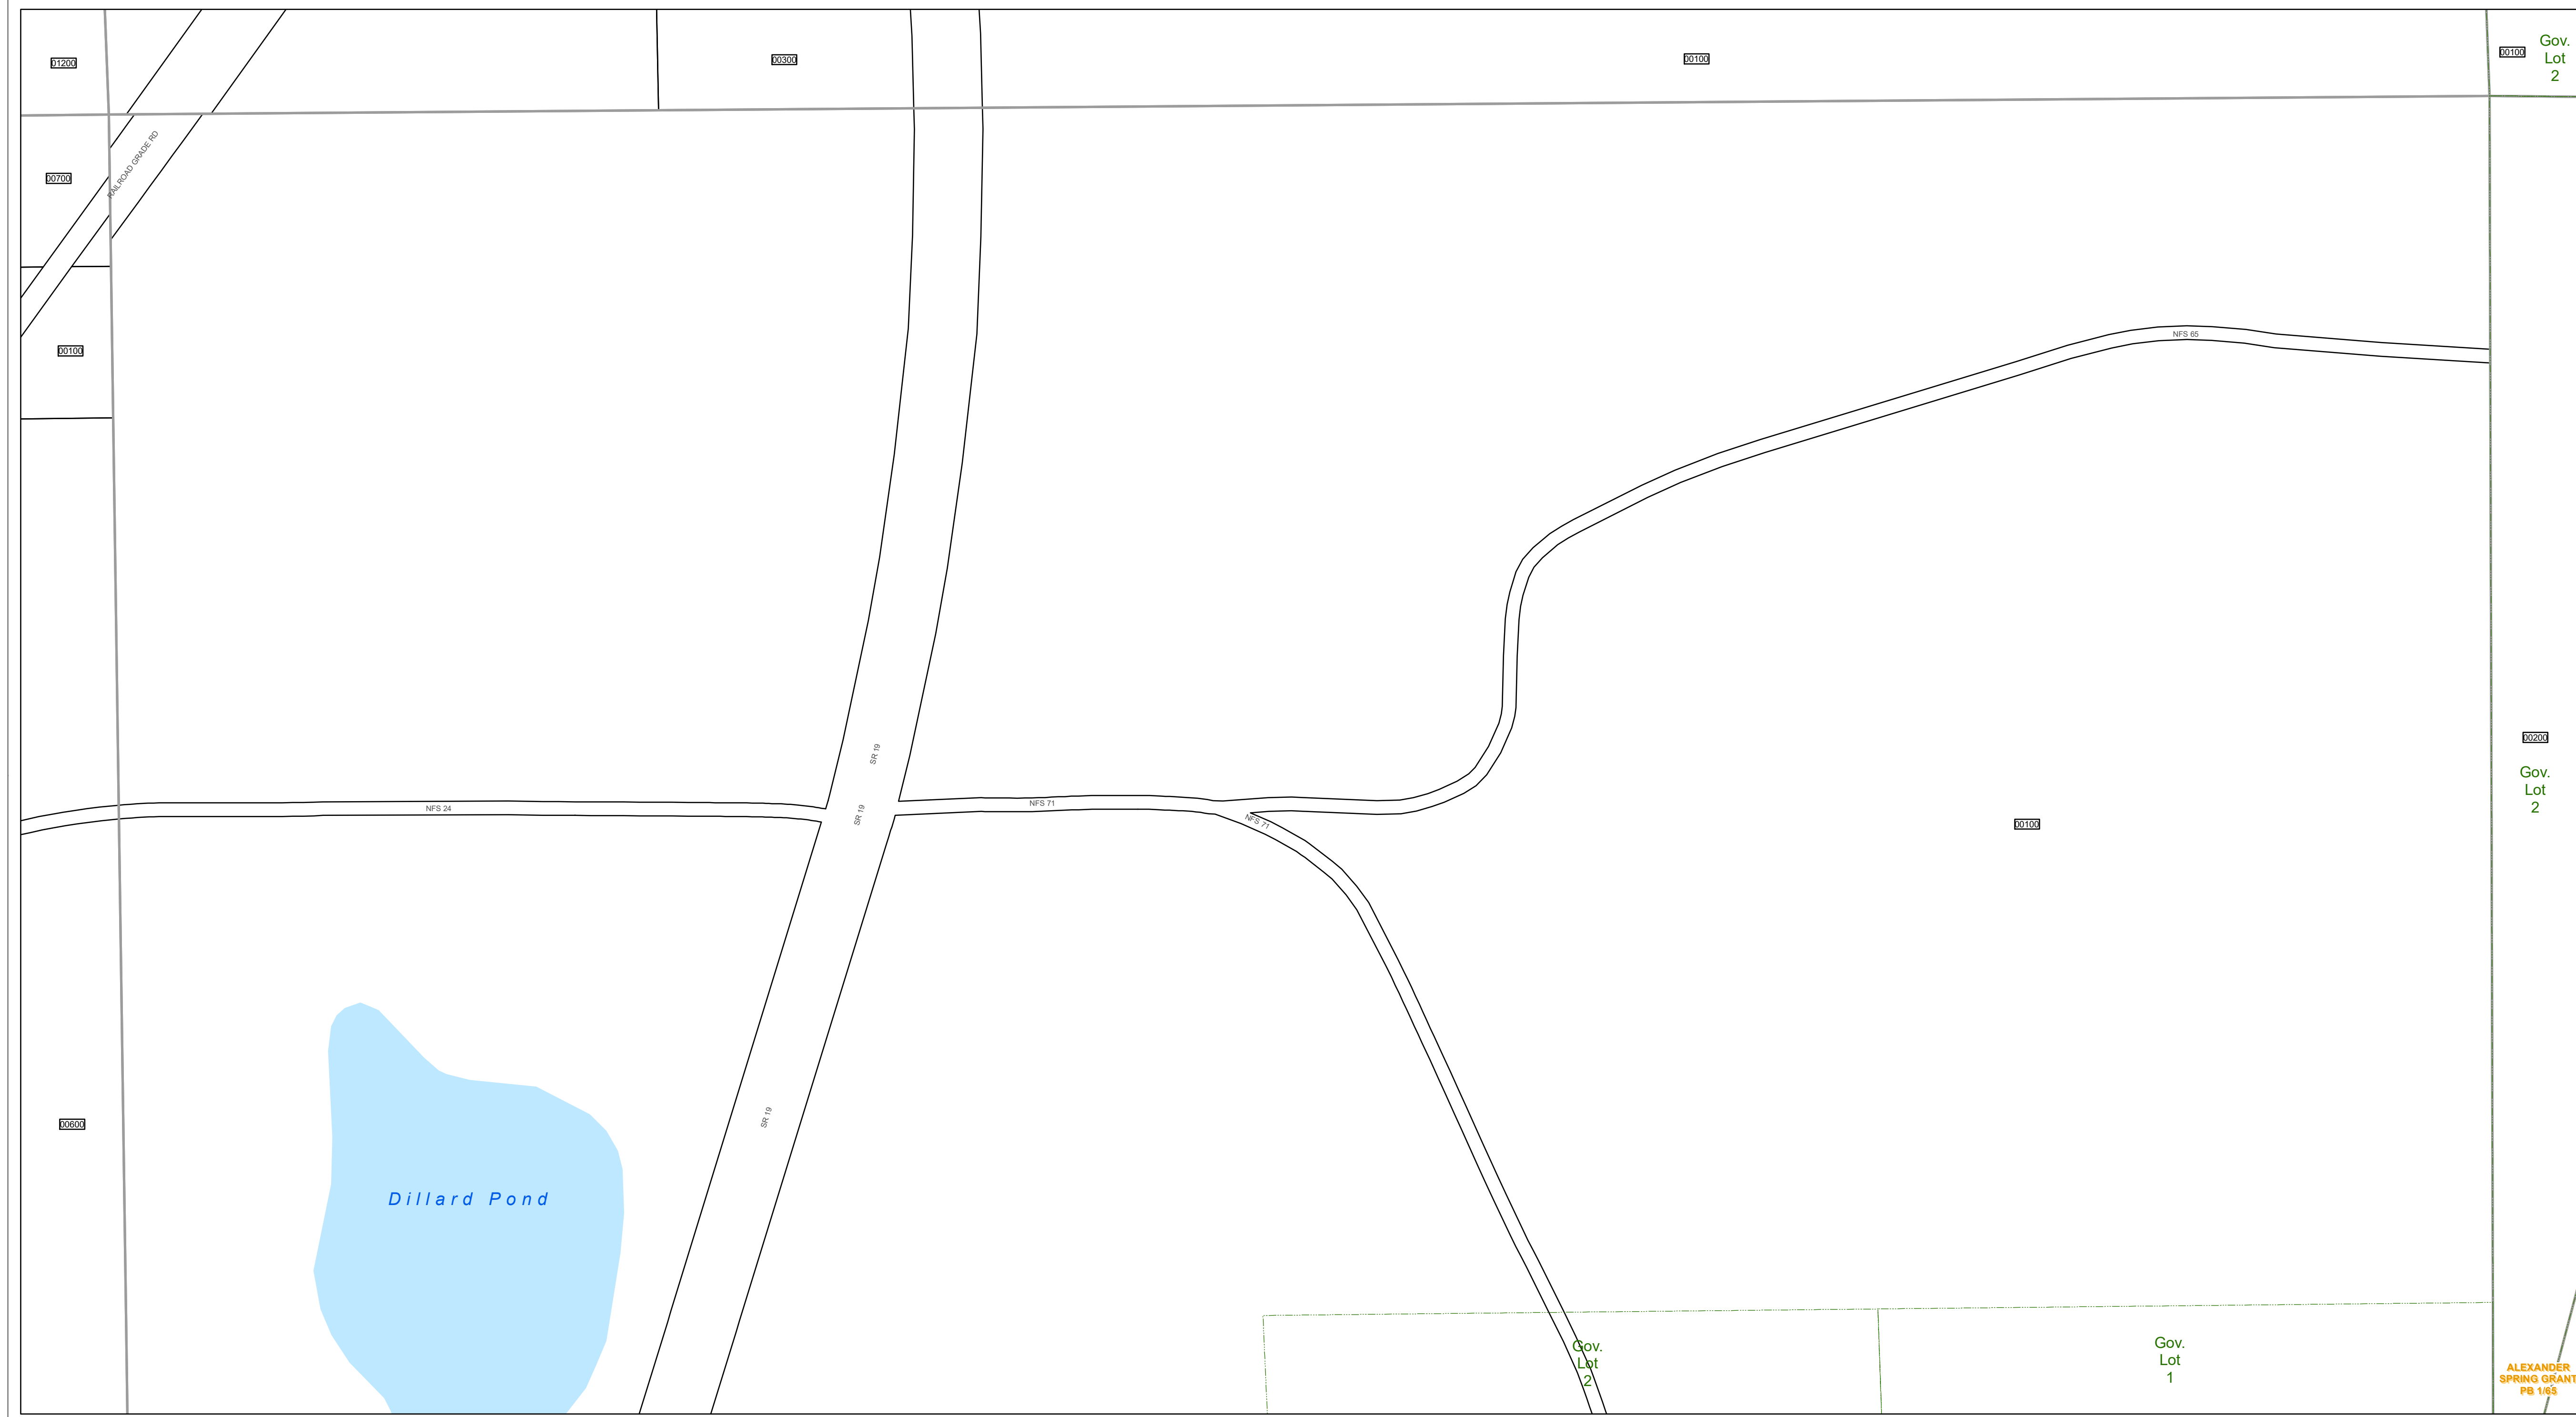 01200
00300
00100
00100
Gov.
Lot
2
RAILROAD GRADE RD
00700
00100
NFS 65
00200
Gov.
Lot
2
SR 19
NFS 24
SR 19
NFS 71
NFS 71
00100
00600
SR 19
Dillard Pond
Gov.
Lot
2
Gov.
Lot
1
ALEXANDER
SPRING GRANT
PB 1/65